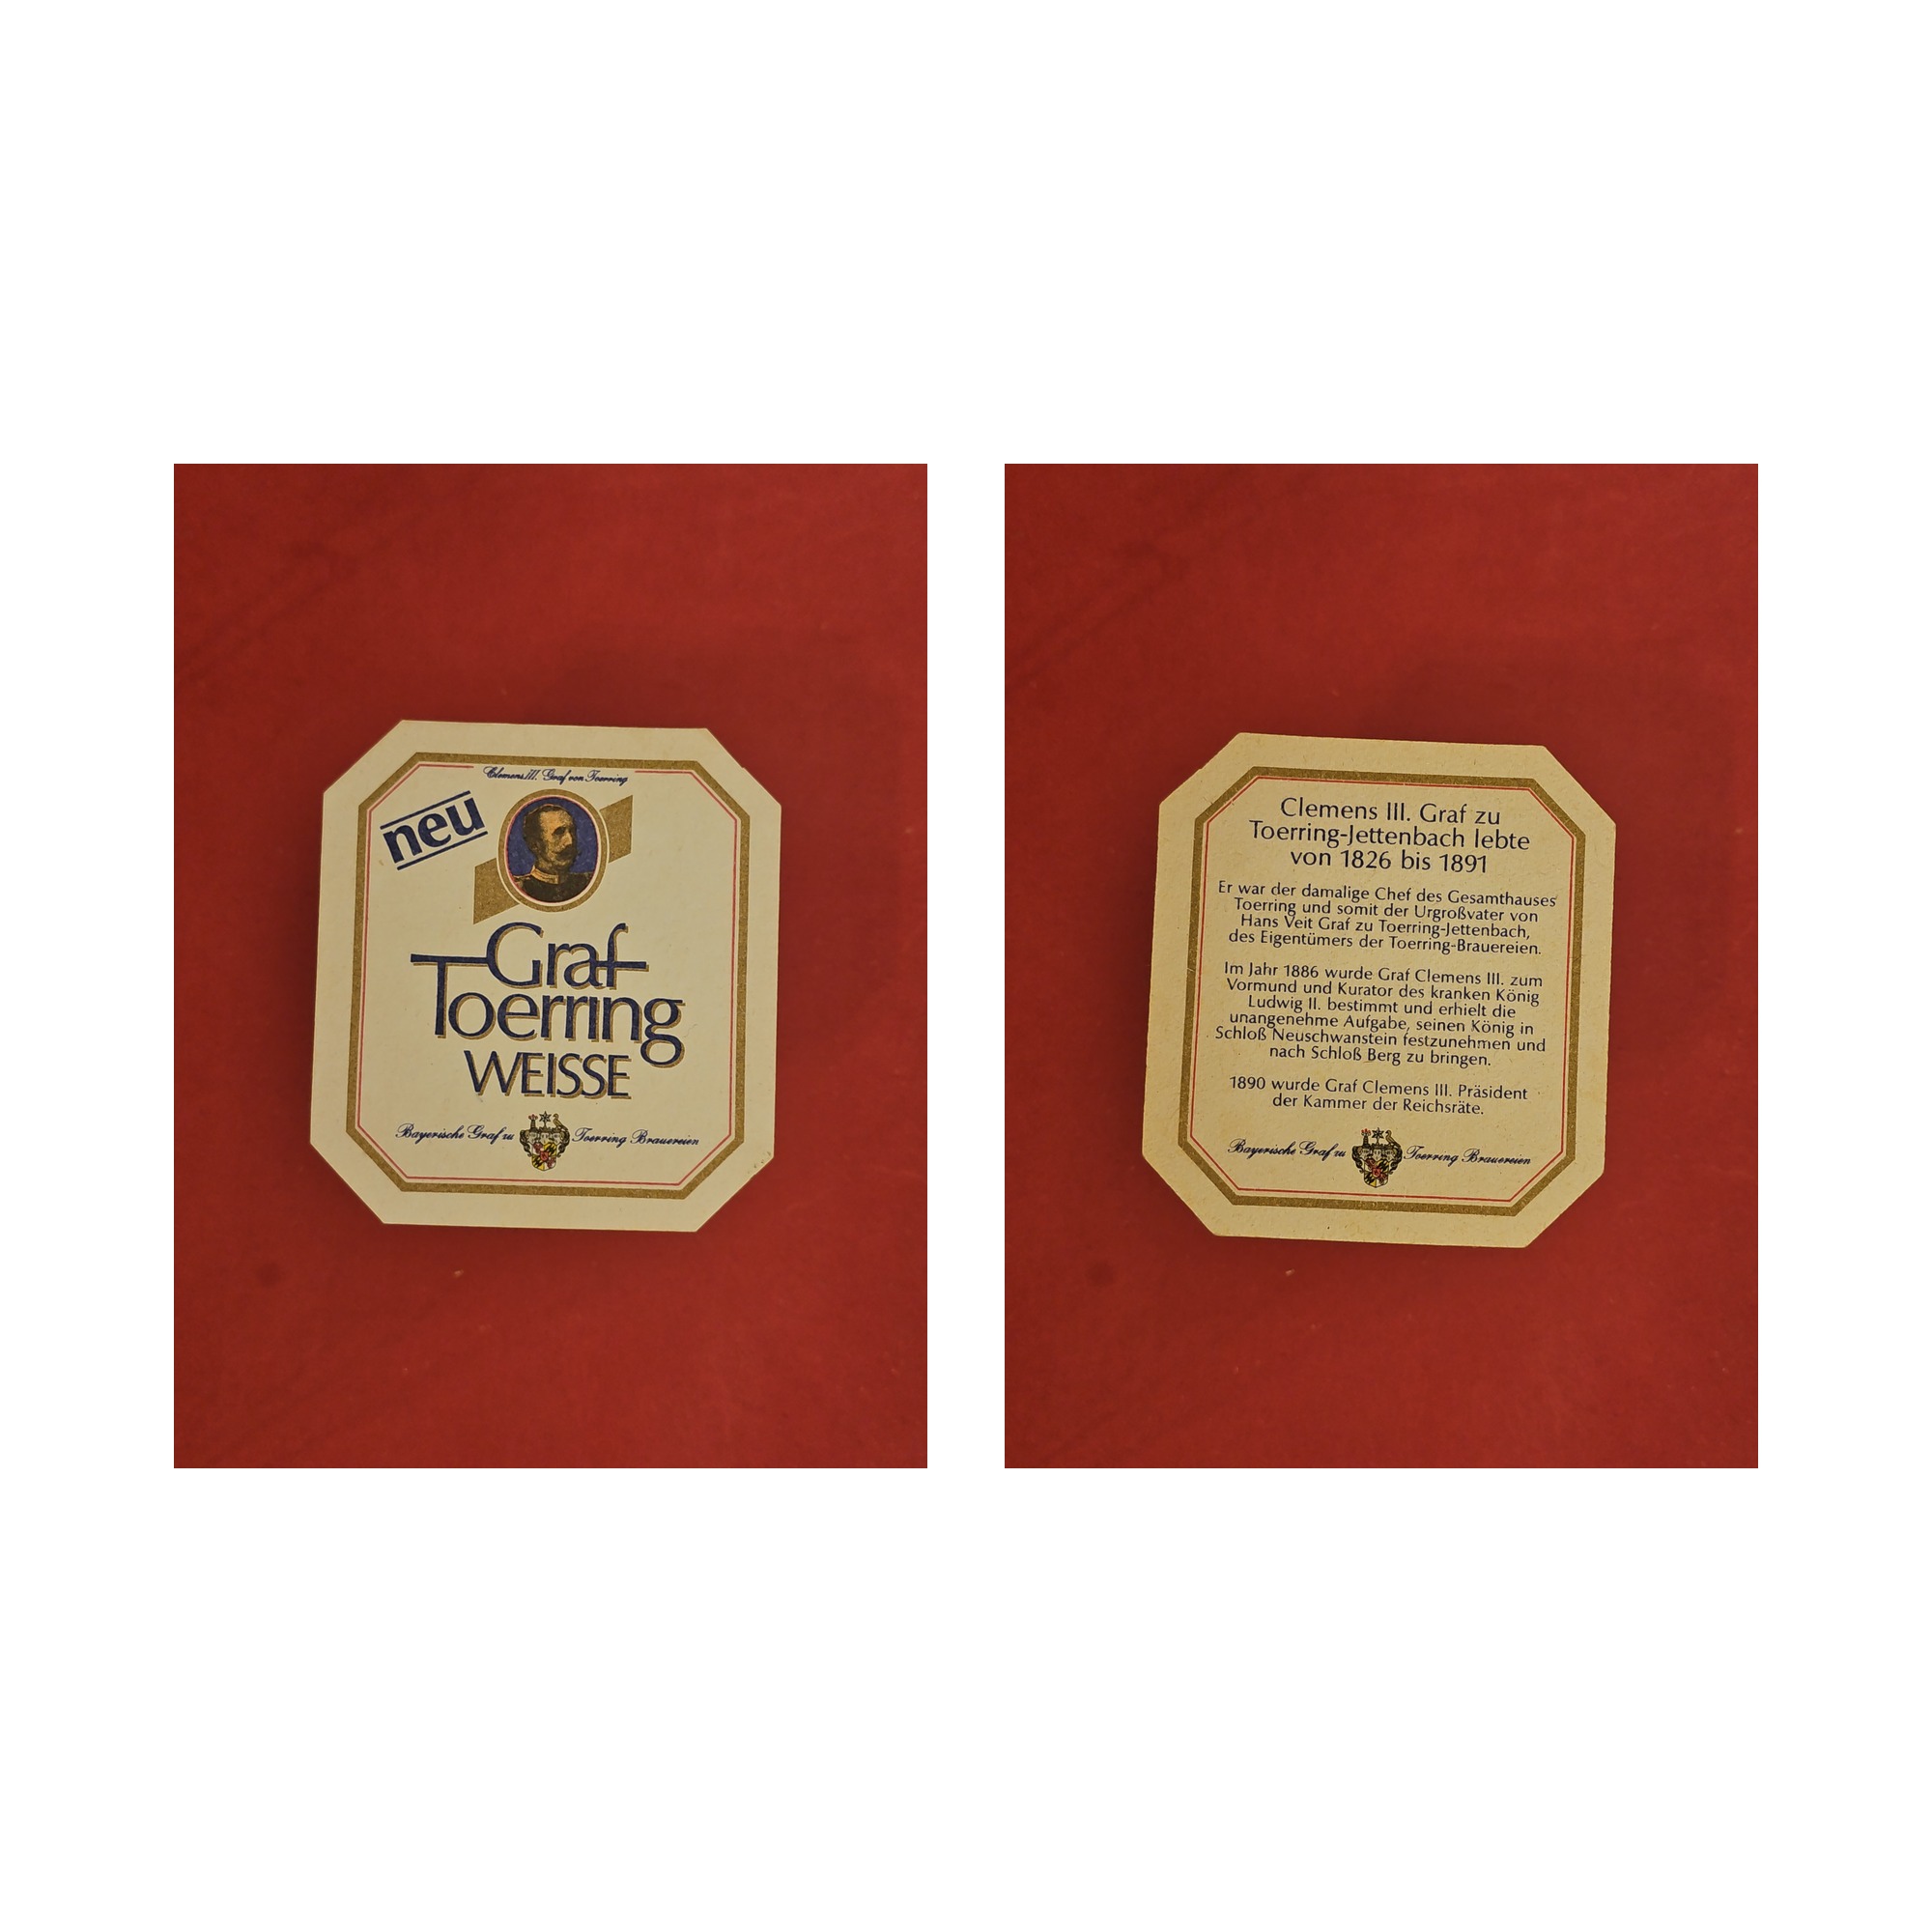 Clemens III. Graf von Toerring
neu
Graf
Toerring
WEISSE
Bayerische Graf zu Toerring Brauereien
Clemens III. Graf zu
Toerring-Jettenbach lebte
von 1826 bis 1891
Er war der damalige Chef des Gesamthauses
Toerring und somit der Urgroßvater von
Hans Veit Graf zu Toerring-Jettenbach,
des Eigentümers der Toerring-Brauereien.
Im Jahr 1886 wurde Graf Clemens III. zum
Vormund und Kurator des kranken König
Ludwig II. bestimmt und erhielt die
unangenehme Aufgabe, seinen König in
Schloß Neuschwanstein festzunehmen und
nach Schloß Berg zu bringen.
1890 wurde Graf Clemens III. Präsident
der Kammer der Reichsräte.
Bayerische Graf zu Toerring Brauereien